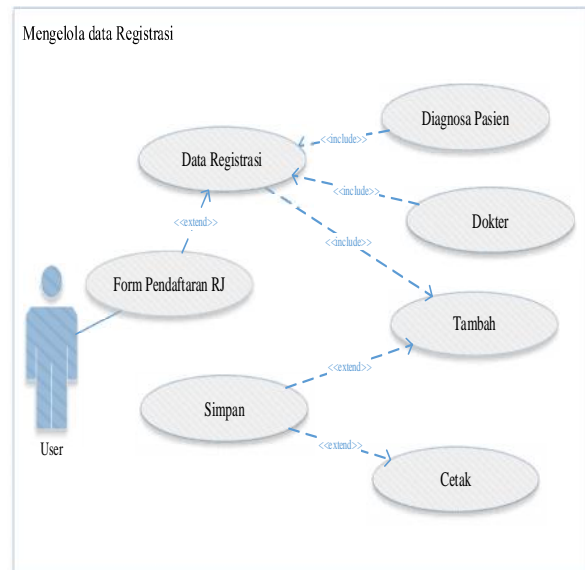 Mengelola data Registrasi
Diagnosa Pasien
<<include>>
Data Registrasi
<<include>>
Dokter
<<extend>>
<<include>>
Form Pendaftaran RJ
Tambah
<<extend>>
Simpan
<<extend>>
User
Cetak